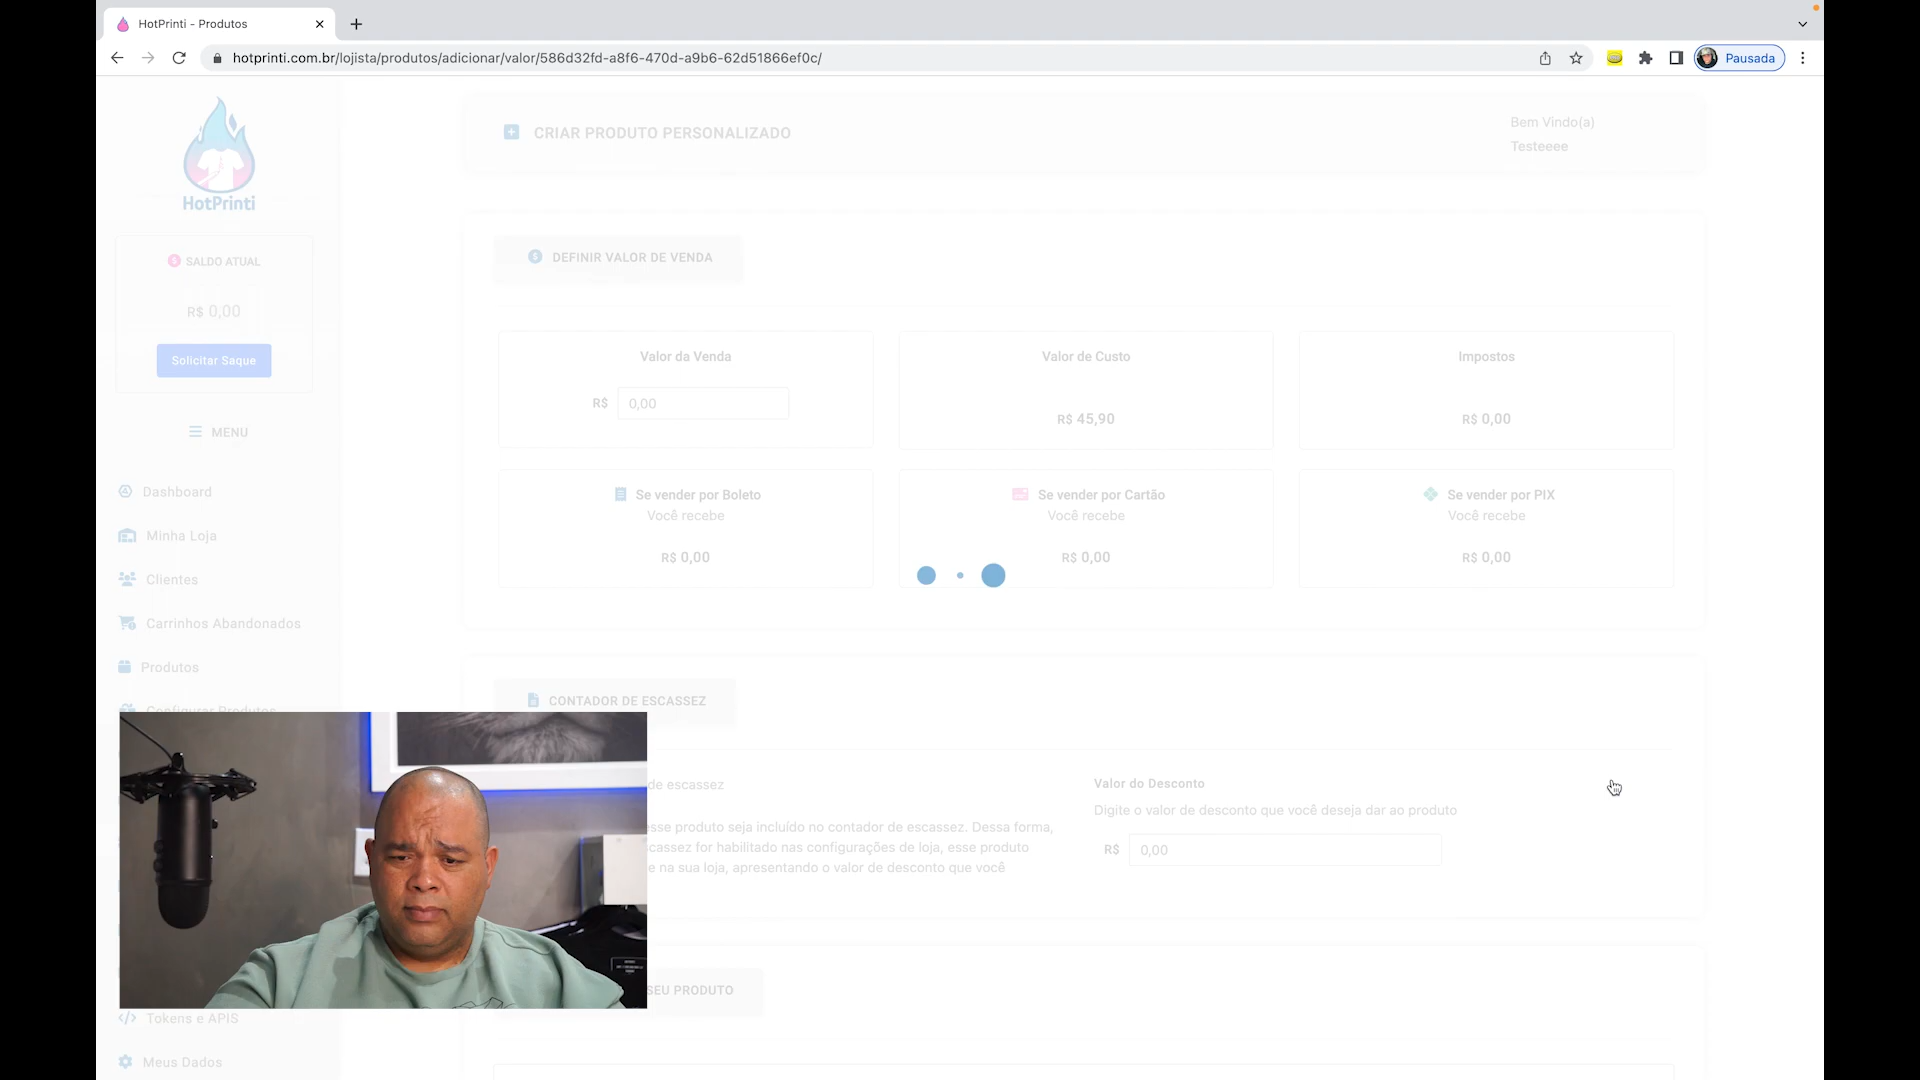 HotPrinti - Produtos
hotprinti.com.br/lojista/produtos/adicionar/valor/586d32fd-a8f6-470d-a9b6-62d51866ef0c/
Pausada
HotPrinti
SALDO ATUAL
R$ 0,00
Solicitar Saque
MENU
Dashboard
Minha Loja
Clientes
Carrinhos Abandonados
Produtos
Configurar Produtos
Tokens e APIS
Meus Dados
CRIAR PRODUTO PERSONALIZADO
Bem Vindo(a)
Testeeee
DEFINIR VALOR DE VENDA
Valor da Venda
R$ 0,00
Valor de Custo
R$ 45,90
Impostos
R$ 0,00
Se vender por Boleto
Você recebe
R$ 0,00
Se vender por Cartão
Você recebe
R$ 0,00
Se vender por PIX
Você recebe
R$ 0,00
CONTADOR DE ESCASSEZ
de escassez
esse produto seja incluído no contador de escassez. Dessa forma,
scassez for habilitado nas configurações de loja, esse produto
e na sua loja, apresentando o valor de desconto que você
Valor do Desconto
Digite o valor de desconto que você deseja dar ao produto
R$ 0,00
SEU PRODUTO